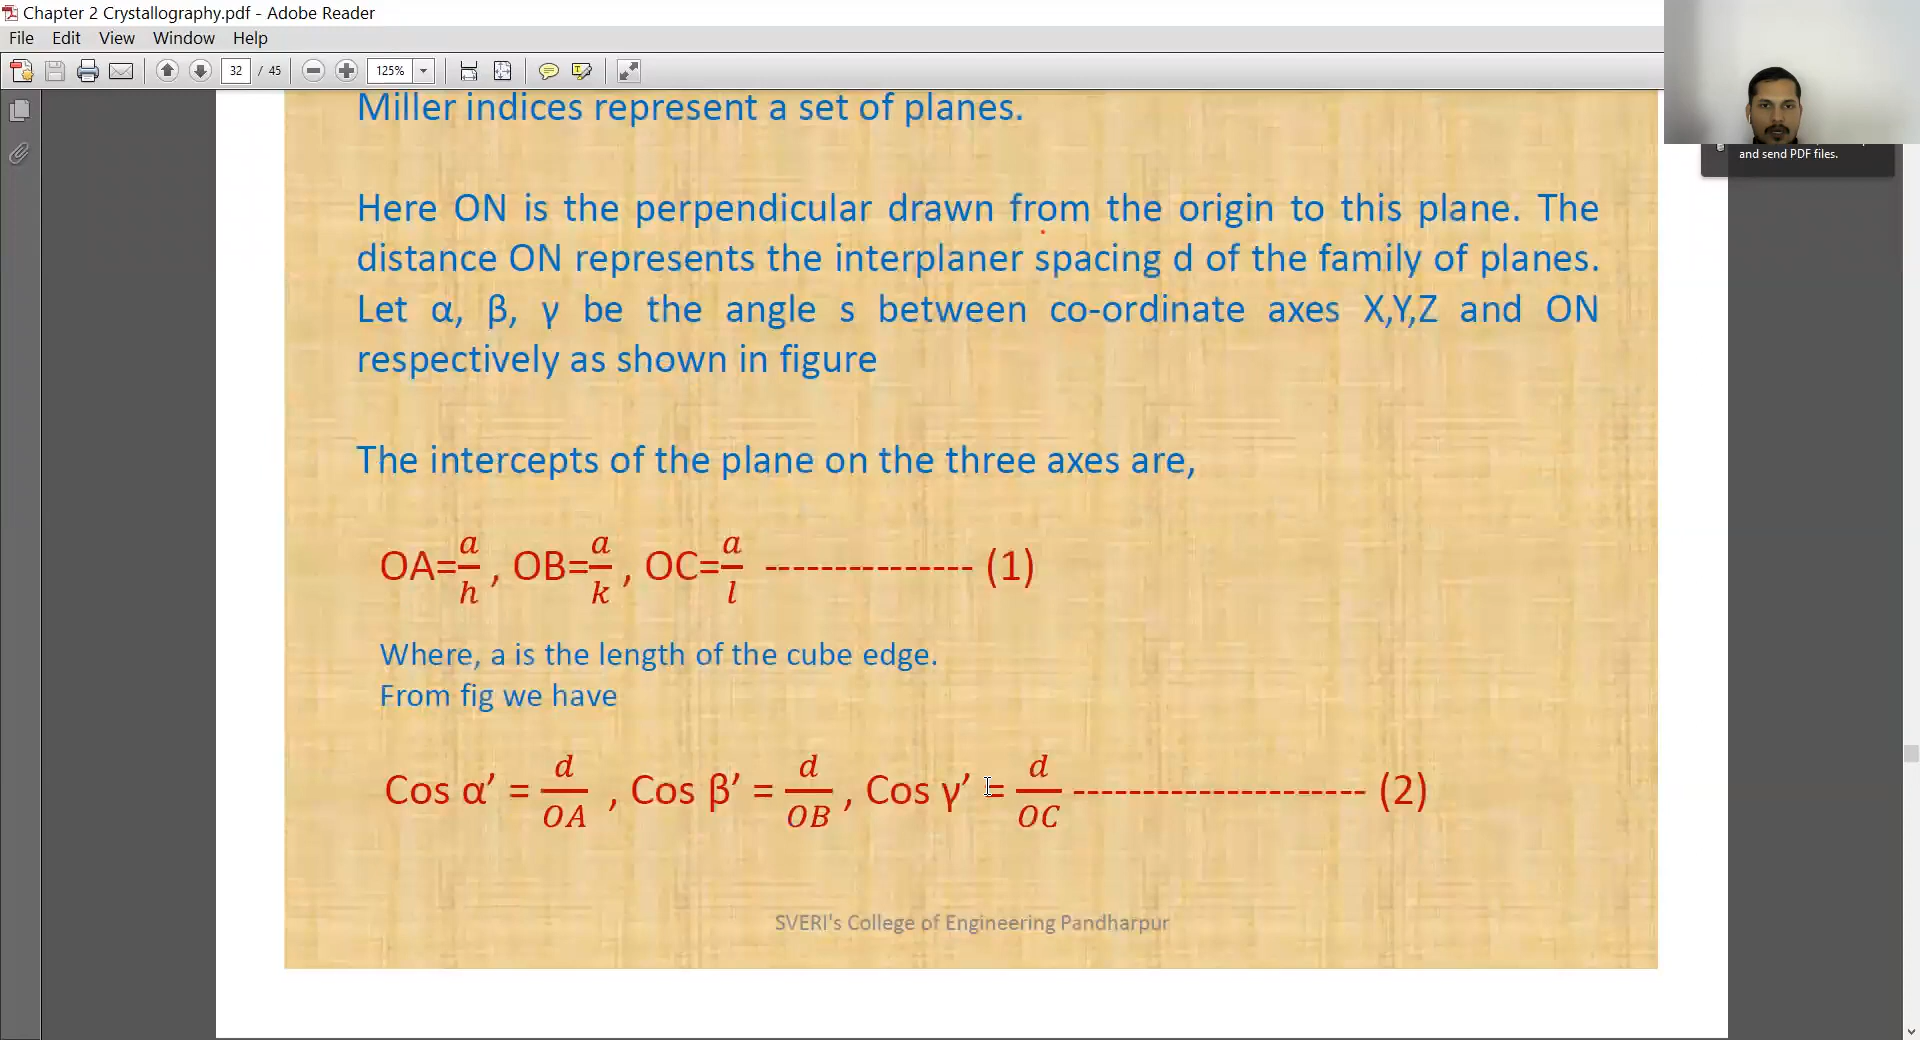 Chapter 2 Crystallography.pdf - Adobe Reader
File Edit View Window Help
32 / 45 125%
and send PDF files.
Miller indices represent a set of planes.
Here ON is the perpendicular drawn from the origin to this plane. The
distance ON represents the interplaner spacing d of the family of planes.
Let α, β, γ be the angle s between co-ordinate axes X,Y,Z and ON
respectively as shown in figure
The intercepts of the plane on the three axes are,
OA=a/h , OB=a/k , OC=a/l --------------- (1)
Where, a is the length of the cube edge.
From fig we have
Cos α’ = d/OA , Cos β’ = d/OB , Cos γ’ = d/OC --------------------- (2)
SVERI's College of Engineering Pandharpur